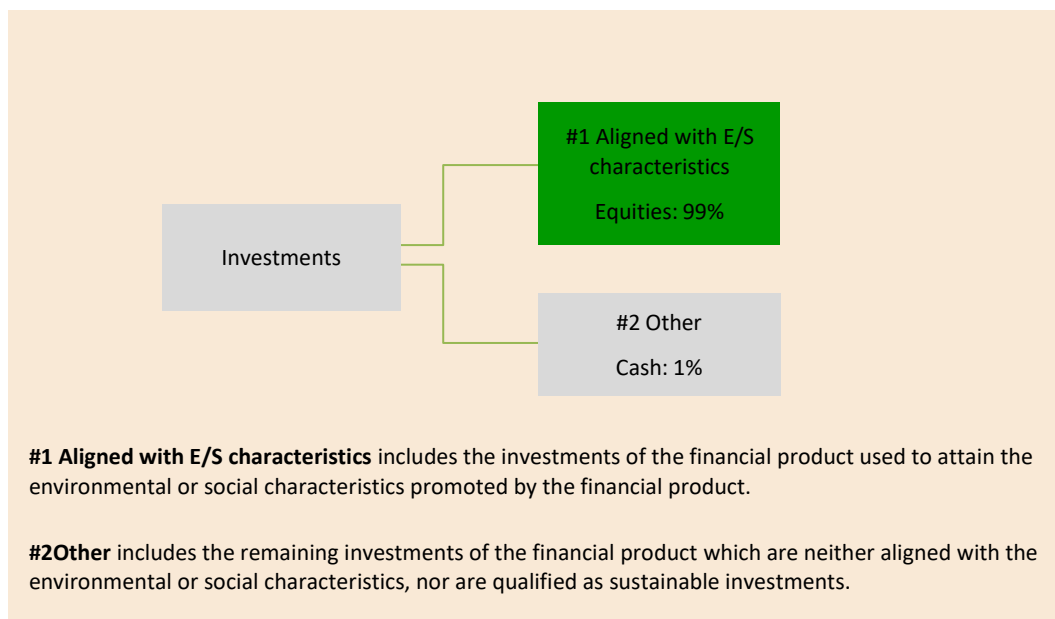 #1 Aligned with E/S
characteristics
Equities: 99%
Investments
#2 Other
Cash: 1%
#1 Aligned with E/S characteristics includes the investments of the financial product used to attain the
environmental or social characteristics promoted by the financial product.
#2Other includes the remaining investments of the financial product which are neither aligned with the
environmental or social characteristics, nor are qualified as sustainable investments.